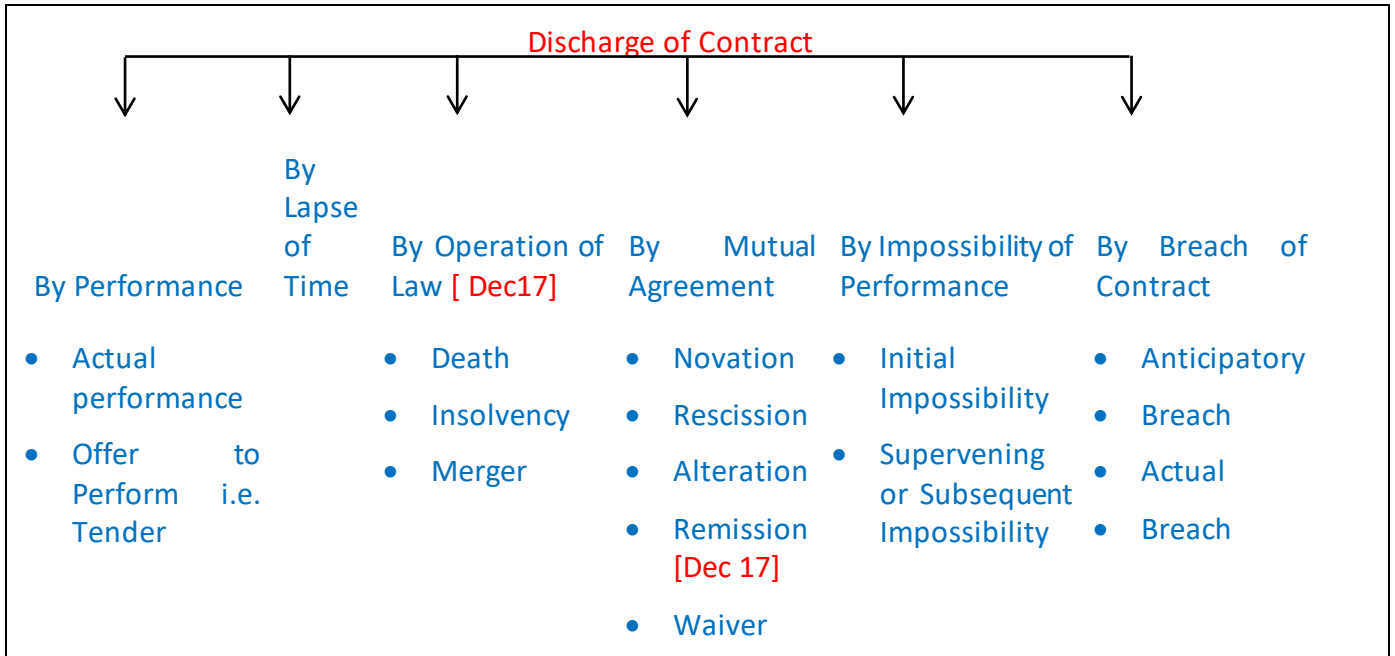 Discharge of Contract
By Performance
• Actual
performance
• Offer to
Perform i.e.
Tender
By
Lapse
of
Time
By Operation of
Law [ Dec17]
• Death
• Insolvency
• Merger
By Mutual
Agreement
• Novation
• Rescission
• Alteration
• Remission
[Dec 17]
• Waiver
By Impossibility of
Performance
• Initial
Impossibility
• Supervening
or Subsequent
Impossibility
By Breach of
Contract
• Anticipatory
• Breach
• Actual
• Breach